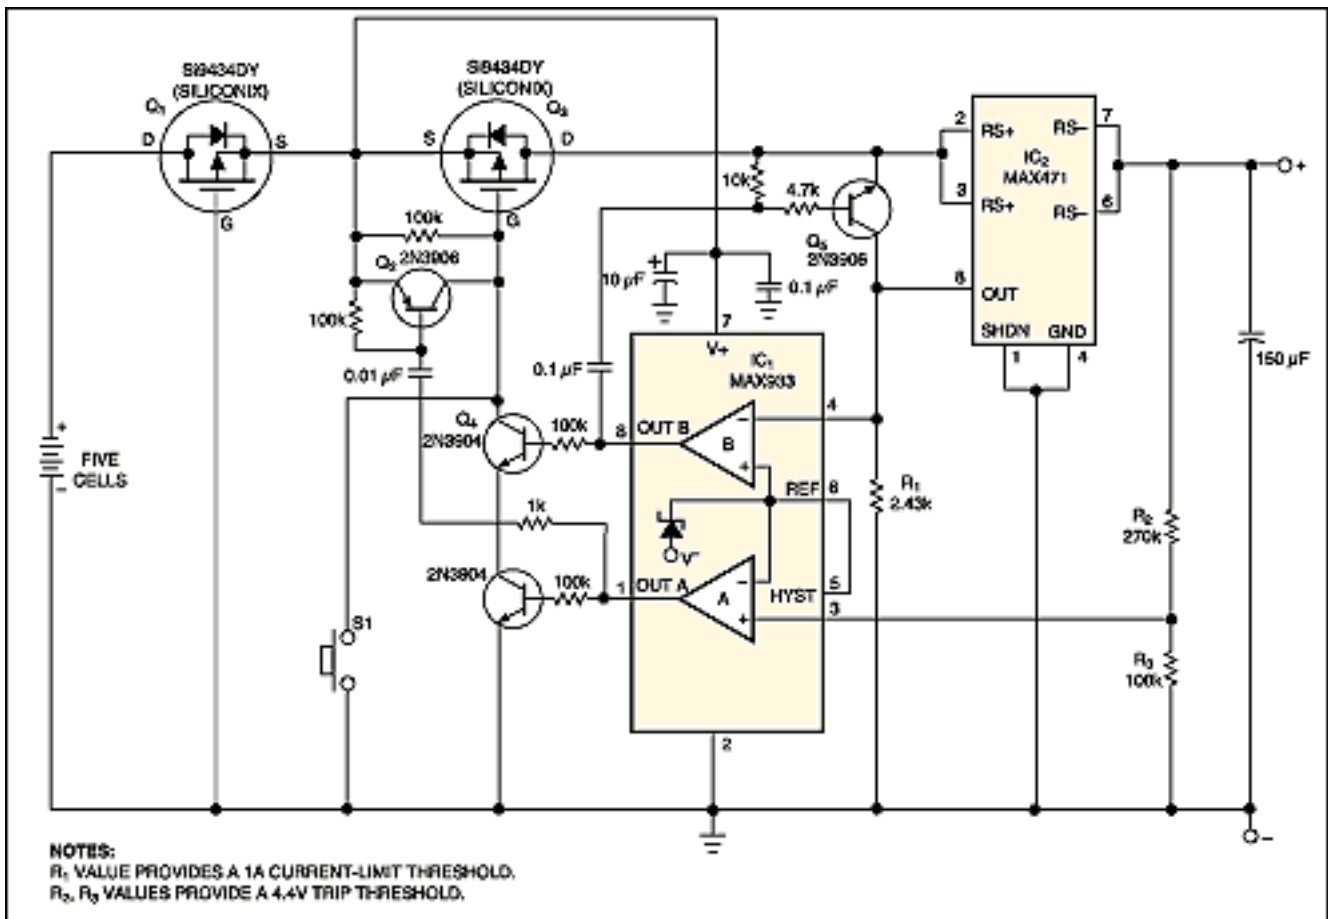 Si9434DY
(SILICONIX)
Q1
D
S
G
Si9434DY
(SILICONIX)
Q3
S
D
G
100k
Q2
2N3906
100k
0.01 µF
10k
4.7k
Q5
2N3906
10 µF
+
0.1 µF
0.1 µF
7
V+
IC1
MAX933
2
RS+
RS–
7
IC2
MAX471
3
RS+
RS–
6
8
OUT
SHDN
GND
1
4
+
150 µF
+
FIVE
CELLS
–
Q4
2N3904
100k
8
OUT B
B
–
+
4
REF
6
R1
2.43k
1k
V–
R2
270k
2N3904
100k
1
OUT A
A
–
+
HYST
5
3
S1
R3
100k
2
–
NOTES:
R1 VALUE PROVIDES A 1A CURRENT-LIMIT THRESHOLD.
R2, R3 VALUES PROVIDE A 4.4V TRIP THRESHOLD.